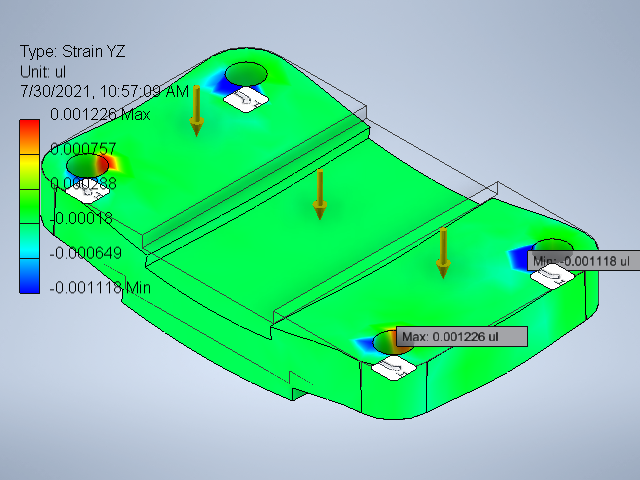 Type: Strain YZ
Unit: ul
7/30/2021, 10:57:09 AM
0.001226 Max
0.000757
0.000288
-0.00018
-0.000649
-0.001118 Min
Min: -0.001118 ul
Max: 0.001226 ul